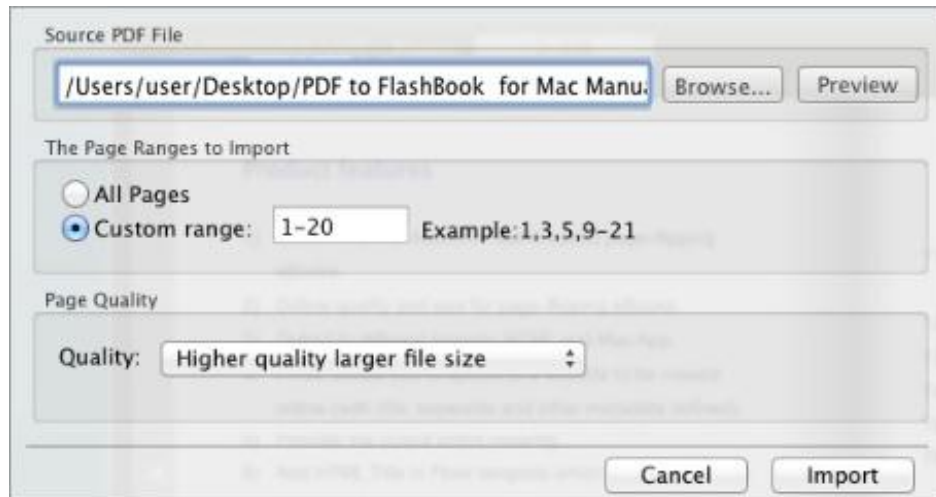 Source PDF File
/Users/user/Desktop/PDF to FlashBook  for Mac Manua Browse... Preview
The Page Ranges to Import
Product features
All Pages
Custom range: 1-20 Example:1,3,5,9-21
Page Quality
Quality: Higher quality larger file size
Cancel Import